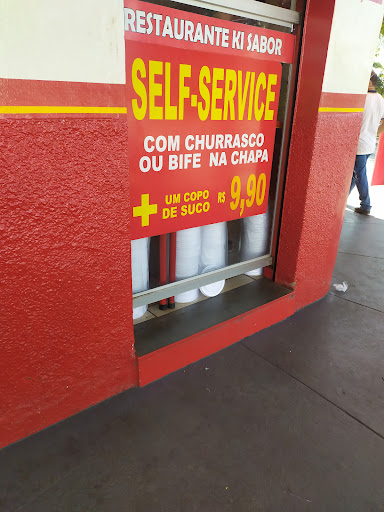 RESTAURANTE KI SABOR
SELF-SERVICE
COM CHURRASCO
OU BIFE NA CHAPA
+ UM COPO DE SUCO R$ 9,90